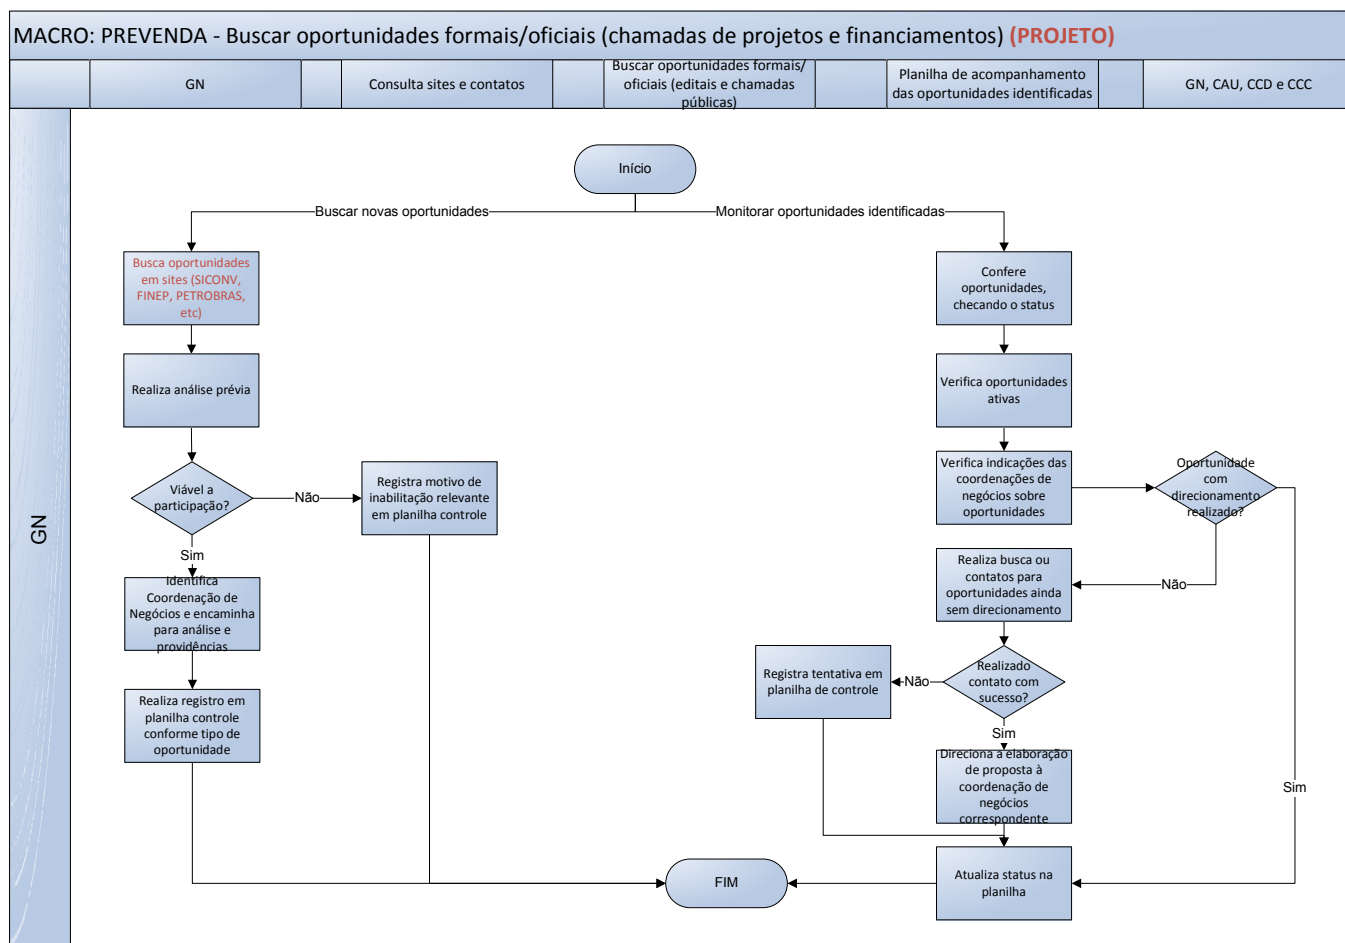 MACRO: PREVENDA - Buscar oportunidades formais/oficiais (chamadas de projetos e financiamentos) (PROJETO)
GN
Consulta sites e contatos
Buscar oportunidades formais/
oficiais (editais e chamadas
públicas)
Planilha de acompanhamento
das oportunidades identificadas
GN, CAU, CCD e CCC
GN
Início
Buscar novas oportunidades
Monitorar oportunidades identificadas
Busca oportunidades
em sites (SICONV,
FINEP, PETROBRAS,
etc)
Realiza análise prévia
Viável a
participação?
Não
Registra motivo de
inabilitação relevante
em planilha controle
Sim
Identifica
Coordenação de
Negócios e encaminha
para análise e
providências
Realiza registro em
planilha controle
conforme tipo de
oportunidade
Confere
oportunidades,
checando o status
Verifica oportunidades
ativas
Verifica indicações das
coordenações de
negócios sobre
oportunidades
Oportunidade
com
direcionamento
realizado?
Não
Sim
Realiza busca ou
contatos para
oportunidades ainda
sem direcionamento
Realizado
contato com
sucesso?
Não
Registra tentativa em
planilha de controle
Sim
Direciona a elaboração
de proposta à
coordenação de
negócios
correspondente
Atualiza status na
planilha
FIM